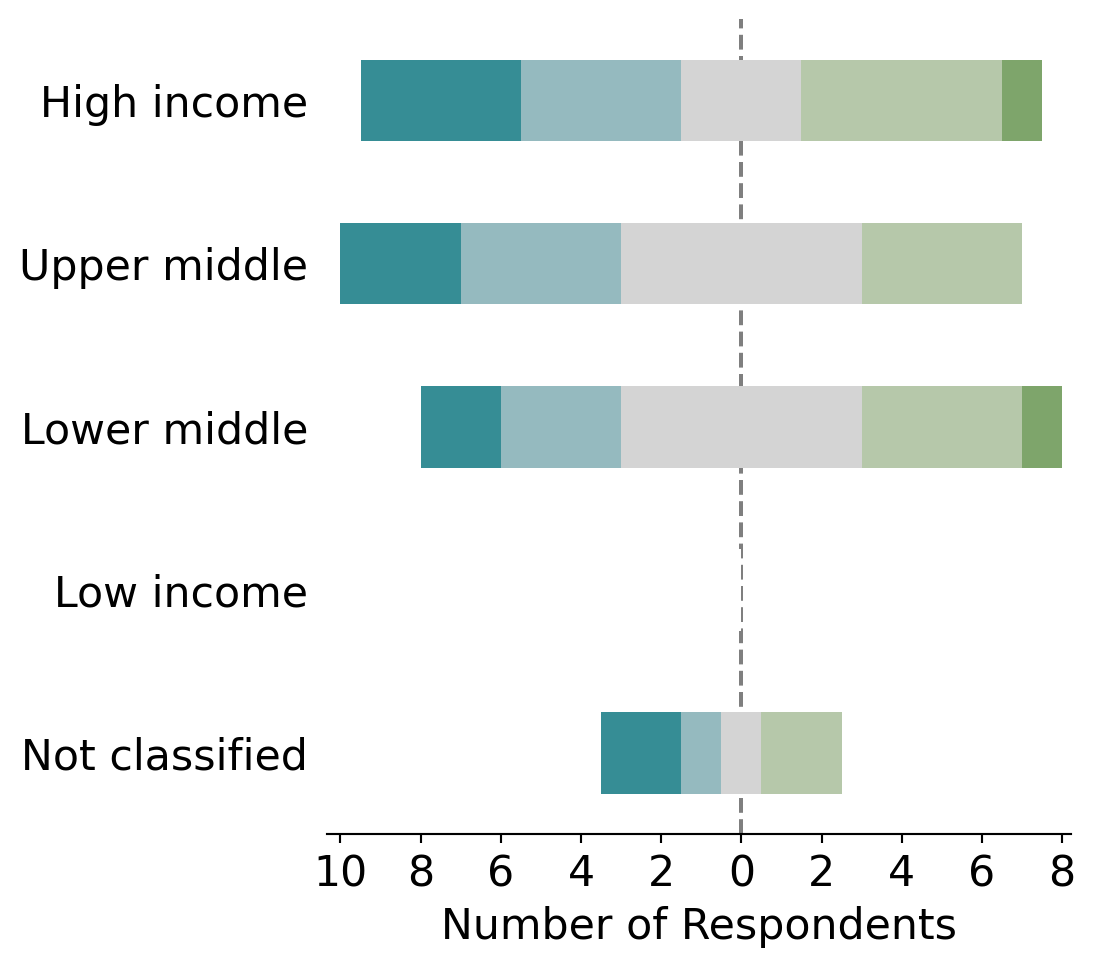 High income
Upper middle
Lower middle
Low income
Not classified
10 8 6 4 2 0 2 4 6 8
Number of Respondents